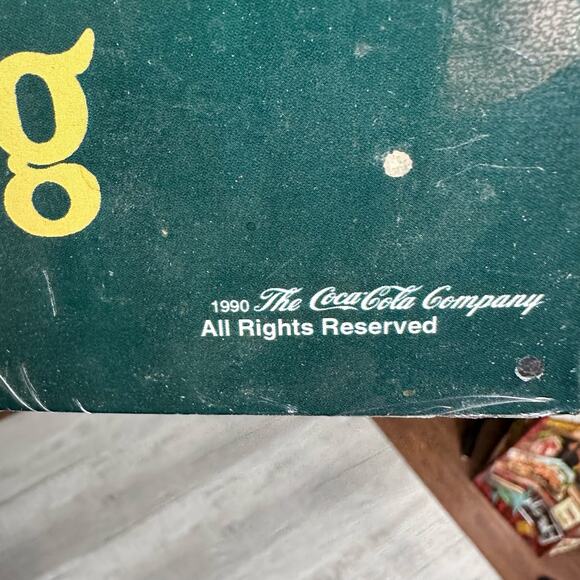 g
1990 The Coca-Cola Company
All Rights Reserved